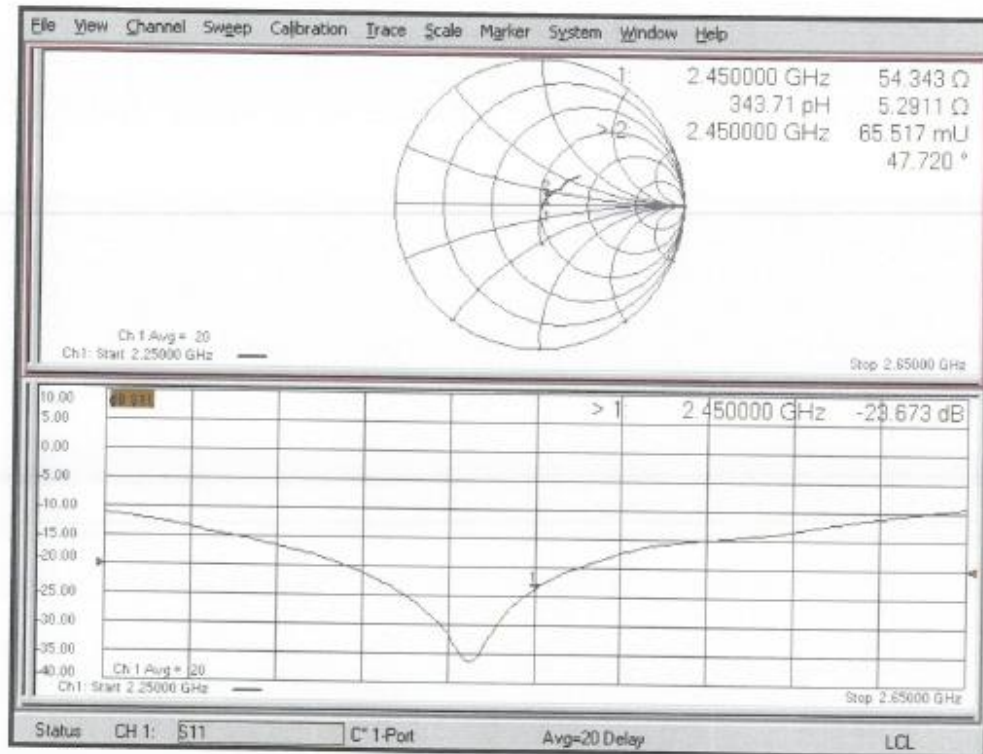 File View Channel Sweep Calibration Trace Scale Marker System Window Help
1: 2.450000 GHz 54.343 Ω
343.71 pH 5.2911 Ω
> 2 2.450000 GHz 65.517 mU
47.720 °
Ch 1 Avg = 20
Ch1: Start 2.25000 GHz
Stop 2.65000 GHz
10.00
> 1: 2.450000 GHz -23.673 dB
5.00
0.00
-5.00
-10.00
-15.00
-20.00
-25.00
1
-30.00
-35.00
-40.00
Ch 1 Avg = 20
Ch1: Start 2.25000 GHz
Stop 2.65000 GHz
Status CH 1: S11 C* 1-Port Avg=20 Delay LCL